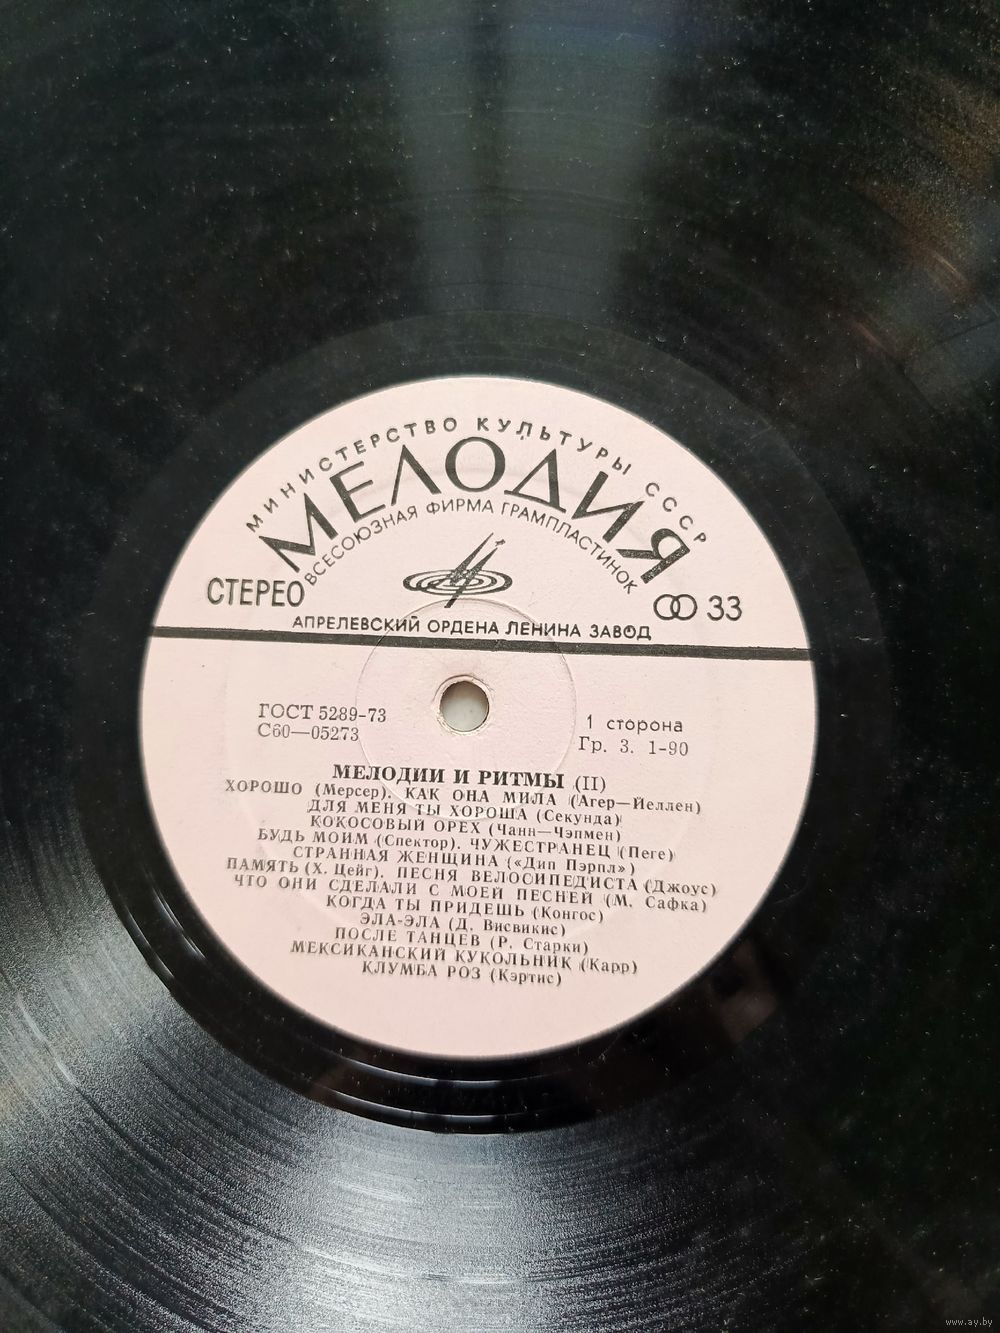 МИНИСТЕРСТВО КУЛЬТУРЫ СССР
МЕЛОДИЯ
ВСЕСОЮЗНАЯ ФИРМА ГРАМПЛАСТИНОК
СТЕРЕО
33
АПРЕЛЕВСКИЙ ОРДЕНА ЛЕНИНА ЗАВОД
ГОСТ 5289-73
С60—05273
1 сторона
Гр. 3. 1-90
МЕЛОДИИ И РИТМЫ (II)
ХОРОШО (Мерсер). КАК ОНА МИЛА (Агер—Йеллен)
ДЛЯ МЕНЯ ТЫ ХОРОША (Секунда)
КОКОСОВЫЙ ОРЕХ (Чанн—Чэпмен)
БУДЬ МОИМ (Спектор). ЧУЖЕСТРАНЕЦ (Пеге)
СТРАННАЯ ЖЕНЩИНА («Дип Пэрпл»)
ПАМЯТЬ (Х. Цейг). ПЕСНЯ ВЕЛОСИПЕДИСТА (Джоус)
ЧТО ОНИ СДЕЛАЛИ С МОЕЙ ПЕСНЕЙ (М. Сафка)
КОГДА ТЫ ПРИДЕШЬ (Конгос)
ЭЛА-ЭЛА (Д. Висвикис)
ПОСЛЕ ТАНЦЕВ (Р. Старки)
МЕКСИКАНСКИЙ КУКОЛЬНИК (Карр)
КЛУМБА РОЗ (Кэртис)
www.ay.by